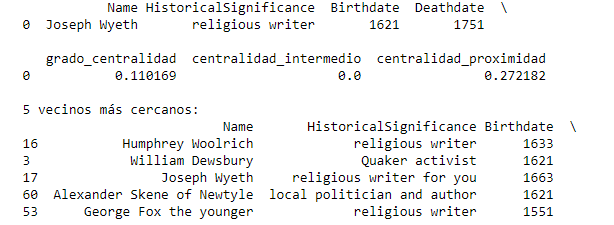 Name HistoricalSignificance Birthdate Deathdate \
0 Joseph Wyeth religious writer 1621 1751
grado_centralidad centralidad_intermedio centralidad_proximidad
0 0.110169 0.0 0.272182
5 vecinos más cercanos:
Name HistoricalSignificance Birthdate \
16 Humphrey Woolrich religious writer 1633
3 William Dewsbury Quaker activist 1621
17 Joseph Wyeth religious writer for you 1663
60 Alexander Skene of Newtyle local politician and author 1621
53 George Fox the younger religious writer 1551